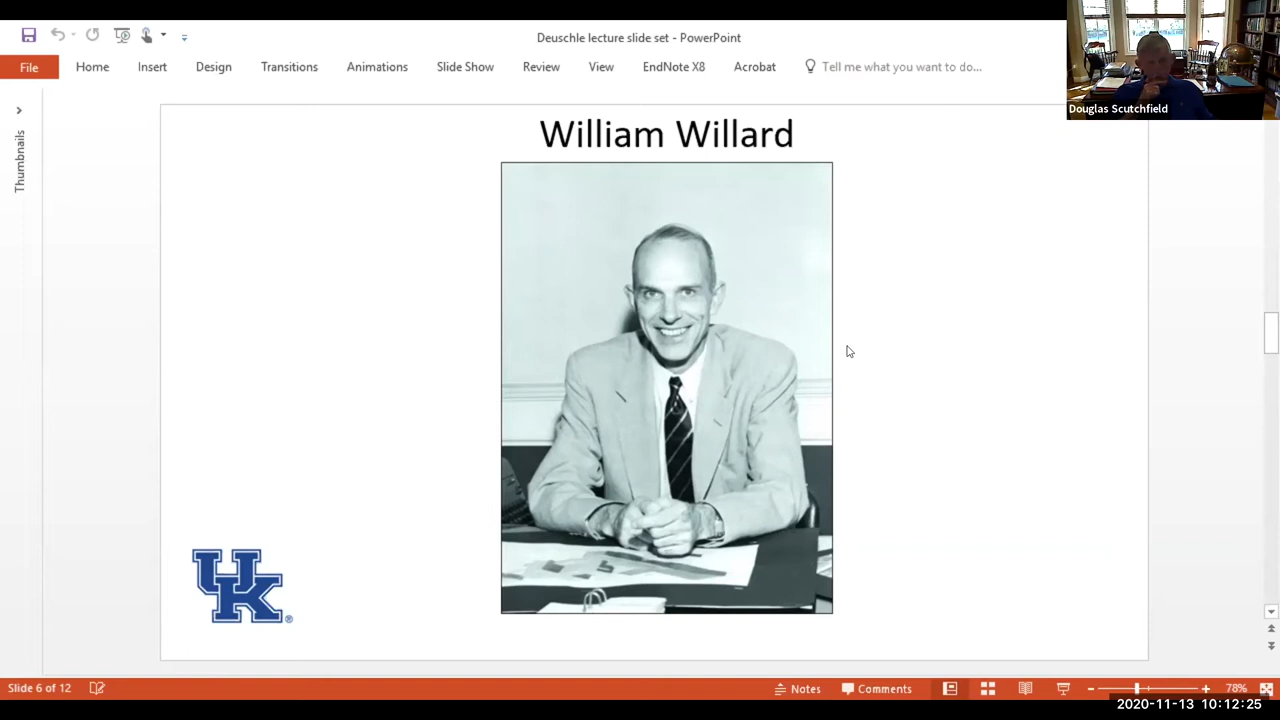 Deuschle lecture slide set - PowerPoint
File Home Insert Design Transitions Animations Slide Show Review View EndNote X8 Acrobat Tell me what you want to do...
Douglas Scutchfield
Thumbnails
William Willard
UK®
Slide 6 of 12 Notes Comments 78%
2020-11-13 10:12:25